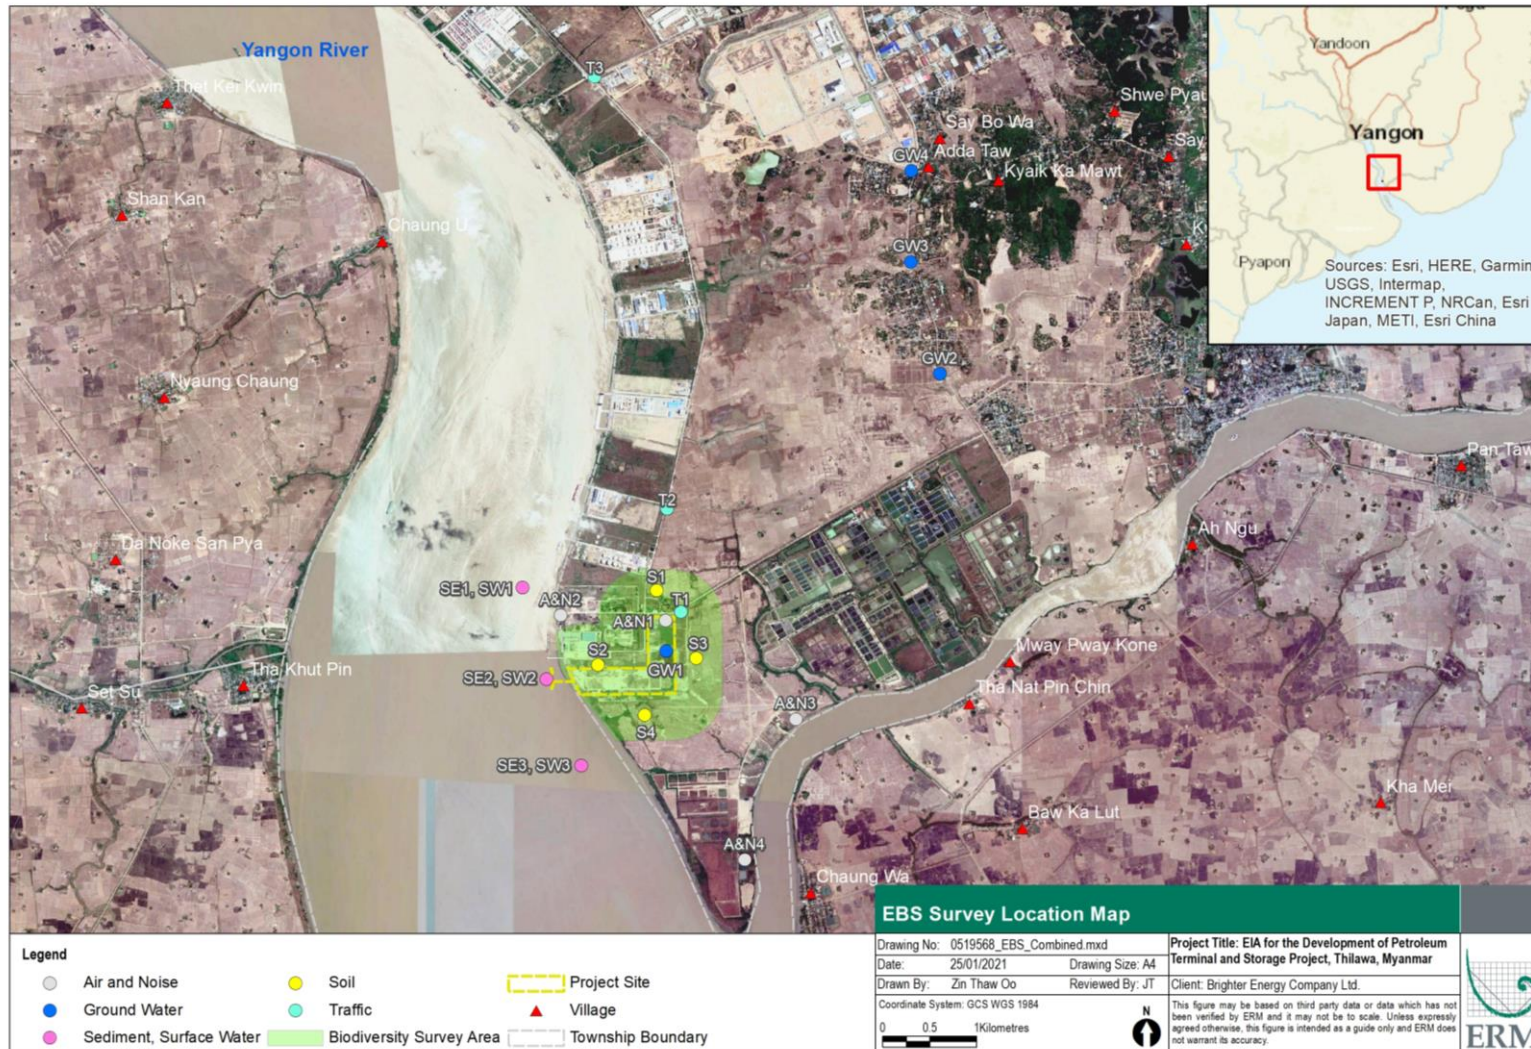 Yangon River
Thet Ker Kwin
Shan Kan
Chaung U
Nyaung Chaung
Da Noke San Pya
Tha Khut Pin
Set Su
T3
Say Bo Wa
GW4
Adda Taw
Kyaik Ka Mawt
Shwe Pyau
Say
GW3
GW2
T2
SE1, SW1
A&N2
S1
T1
A&N1
S2
S3
GW1
SE2, SW2
S4
SE3, SW3
A&N3
A&N4
Pan Taw
Ah Ngu
Mway Pway Kone
Tha Nat Pin Chin
Kha Mei
Baw Ka Lut
Chaung Wa
Yandoon
Yangon
Pyapon
Sources: Esri, HERE, Garmin
USGS, Intermap,
INCREMENT P, NRCan, Esri
Japan, METI, Esri China
EBS Survey Location Map
Drawing No: 0519568_EBS_Combined.mxd
Date: 25/01/2021 Drawing Size: A4
Drawn By: Zin Thaw Oo Reviewed By: JT
Coordinate System: GCS WGS 1984
0 0.5 1Kilometres
N
Project Title: EIA for the Development of Petroleum
Terminal and Storage Project, Thilawa, Myanmar
Client: Brighter Energy Company Ltd.
This figure may be based on third party data or data which has not
been verified by ERM and it may not be to scale. Unless expressly
agreed otherwise, this figure is intended as a guide only and ERM does
not warrant its accuracy.
ERM
Legend
Air and Noise
Ground Water
Sediment, Surface Water
Soil
Traffic
Biodiversity Survey Area
Project Site
Village
Township Boundary